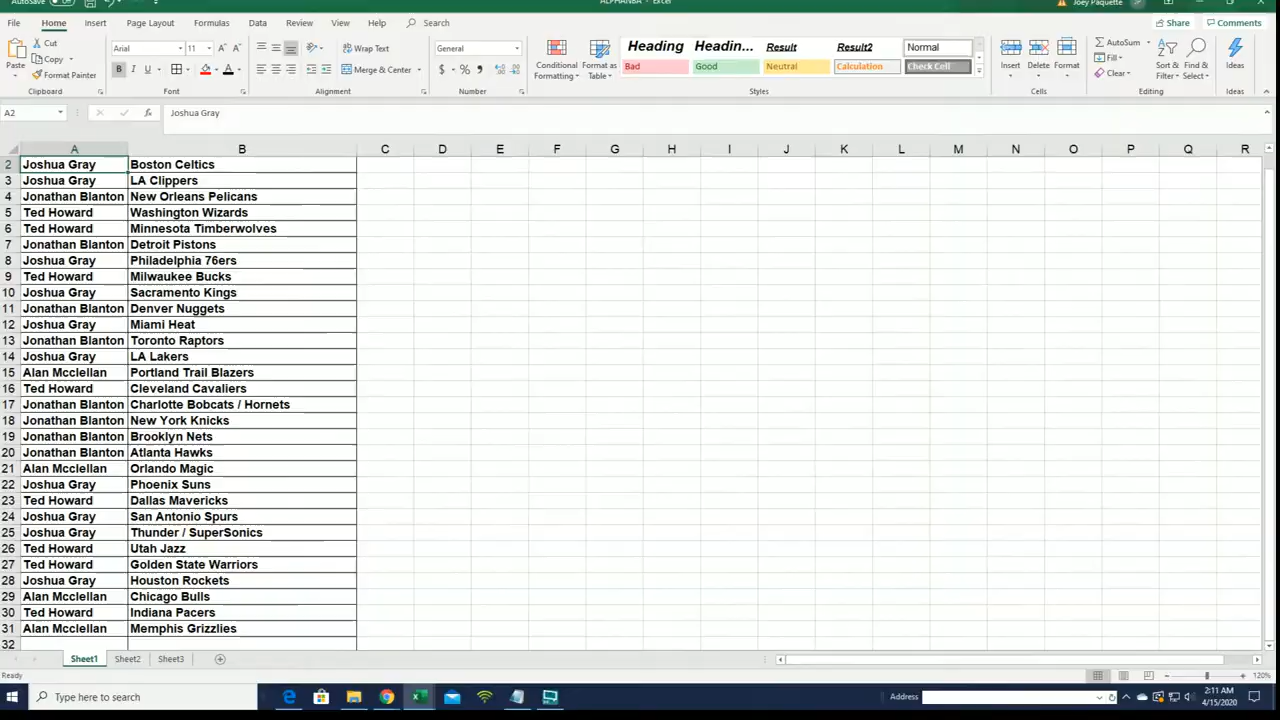 AutoSave ALPHANBA - Excel Joey Paquette
File Home Insert Page Layout Formulas Data Review View Help Search Share Comments
Cut Arial 11 Wrap Text General Heading Headin... Result Result2 Normal AutoSum
Copy Fill
Paste Format Painter Merge & Center Conditional Formatting Format as Table Bad Good Neutral Calculation Check Cell Insert Delete Format Clear Sort & Filter Find & Select Ideas
Clipboard Font Alignment Number Styles Cells Editing Ideas
A2 fx Joshua Gray
A B C D E F G H I J K L M N O P Q R
2 Joshua Gray Boston Celtics
3 Joshua Gray LA Clippers
4 Jonathan Blanton New Orleans Pelicans
5 Ted Howard Washington Wizards
6 Ted Howard Minnesota Timberwolves
7 Jonathan Blanton Detroit Pistons
8 Joshua Gray Philadelphia 76ers
9 Ted Howard Milwaukee Bucks
10 Joshua Gray Sacramento Kings
11 Jonathan Blanton Denver Nuggets
12 Joshua Gray Miami Heat
13 Jonathan Blanton Toronto Raptors
14 Joshua Gray LA Lakers
15 Alan Mcclellan Portland Trail Blazers
16 Ted Howard Cleveland Cavaliers
17 Jonathan Blanton Charlotte Bobcats / Hornets
18 Jonathan Blanton New York Knicks
19 Jonathan Blanton Brooklyn Nets
20 Jonathan Blanton Atlanta Hawks
21 Alan Mcclellan Orlando Magic
22 Joshua Gray Phoenix Suns
23 Ted Howard Dallas Mavericks
24 Joshua Gray San Antonio Spurs
25 Joshua Gray Thunder / SuperSonics
26 Ted Howard Utah Jazz
27 Ted Howard Golden State Warriors
28 Joshua Gray Houston Rockets
29 Alan Mcclellan Chicago Bulls
30 Ted Howard Indiana Pacers
31 Alan Mcclellan Memphis Grizzlies
32
Sheet1 Sheet2 Sheet3
Ready 120%
Type here to search Address 2:11 AM
4/15/2020